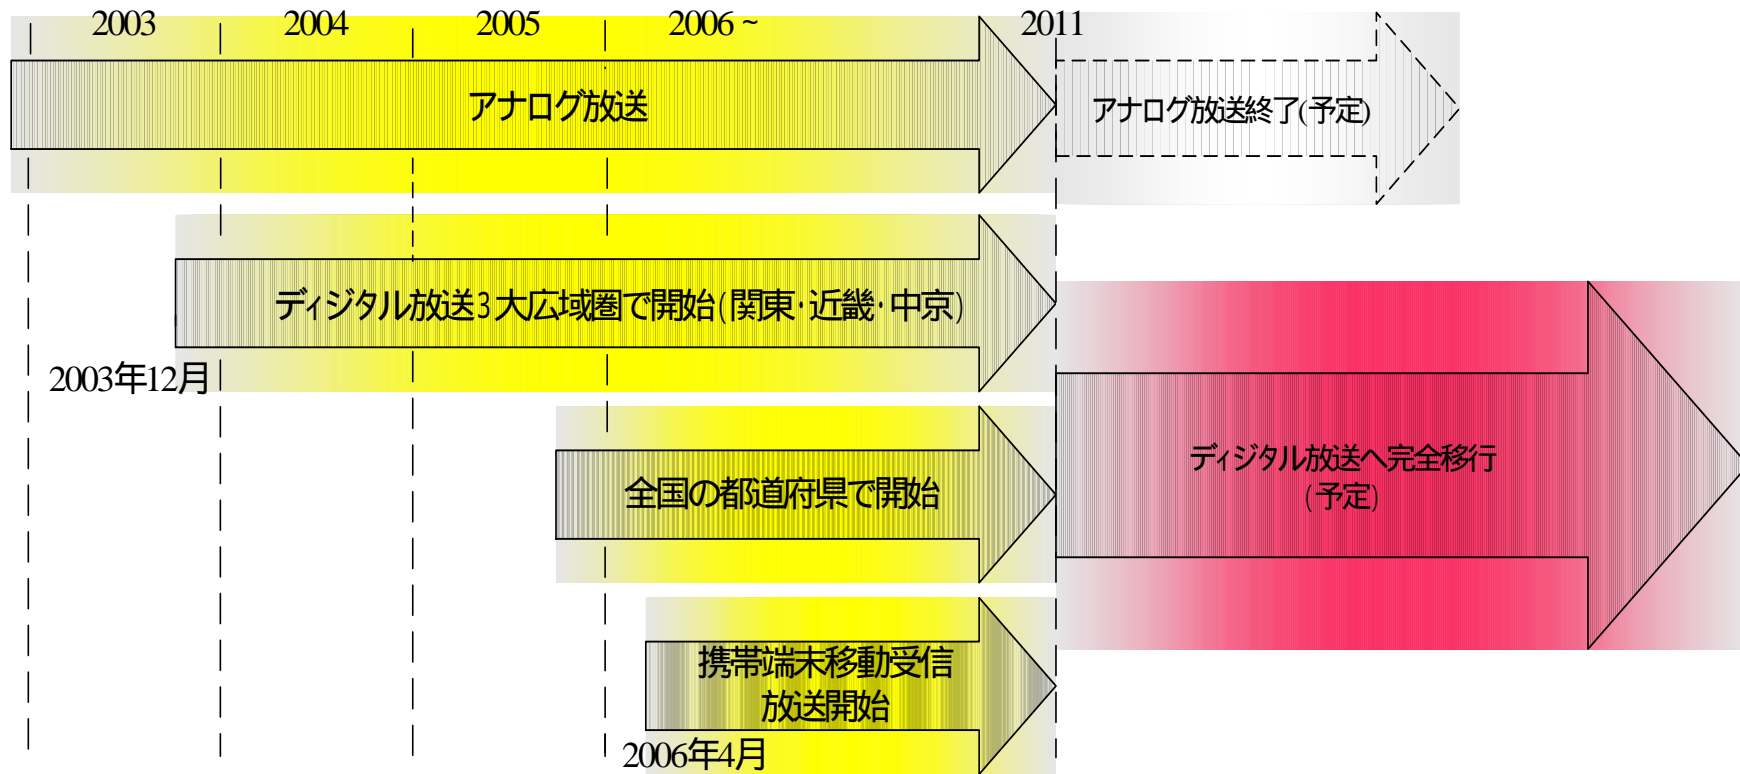 2003
2004
2005
2006 ~
2011
アナログ放送
アナログ放送終了(予定)
ディジタル放送3大広域圏で開始(関東・近畿・中京)
2003年12月
全国の都道府県で開始
ディジタル放送へ完全移行
(予定)
携帯端末移動受信
放送開始
2006年4月